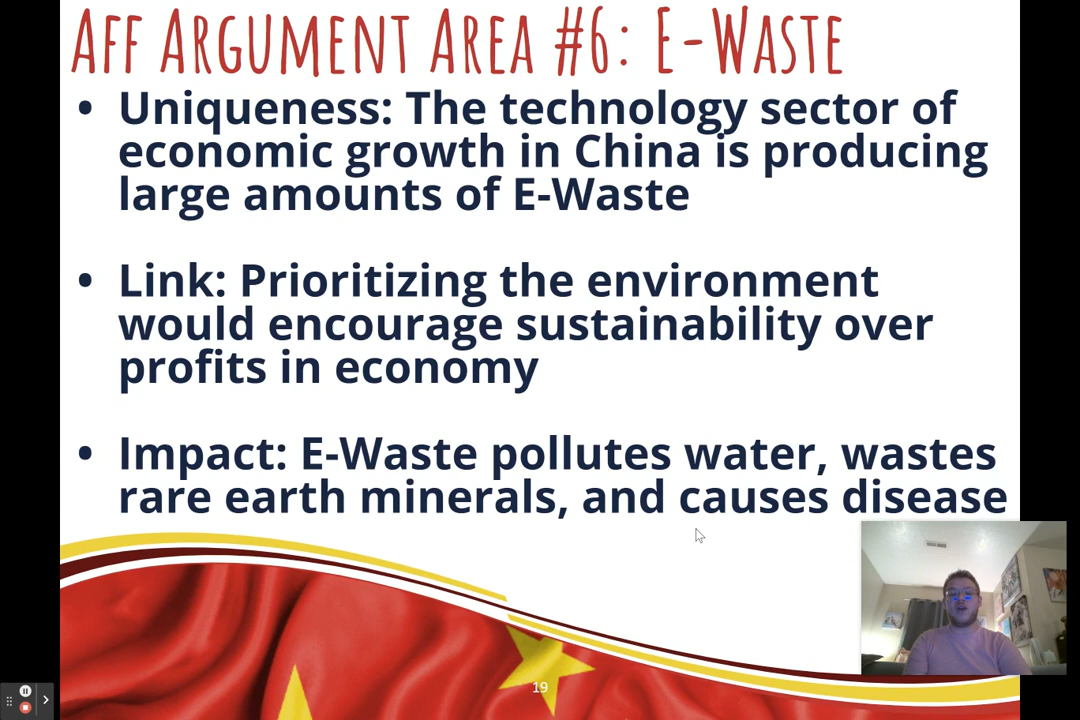 AFF ARGUMENT AREA #6: E-WASTE
• Uniqueness: The technology sector of
economic growth in China is producing
large amounts of E-Waste
• Link: Prioritizing the environment
would encourage sustainability over
profits in economy
• Impact: E-Waste pollutes water, wastes
rare earth minerals, and causes disease
19